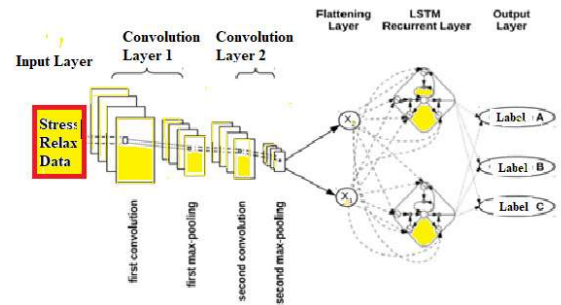 Input Layer
Convolution
Layer 1
Convolution
Layer 2
Flattening
Layer
LSTM
Recurrent Layer
Output
Layer
Stress
Relax
Data
first convolution
first max-pooling
second convolution
second max-pooling
X₂
X₁
Label A
Label B
Label C